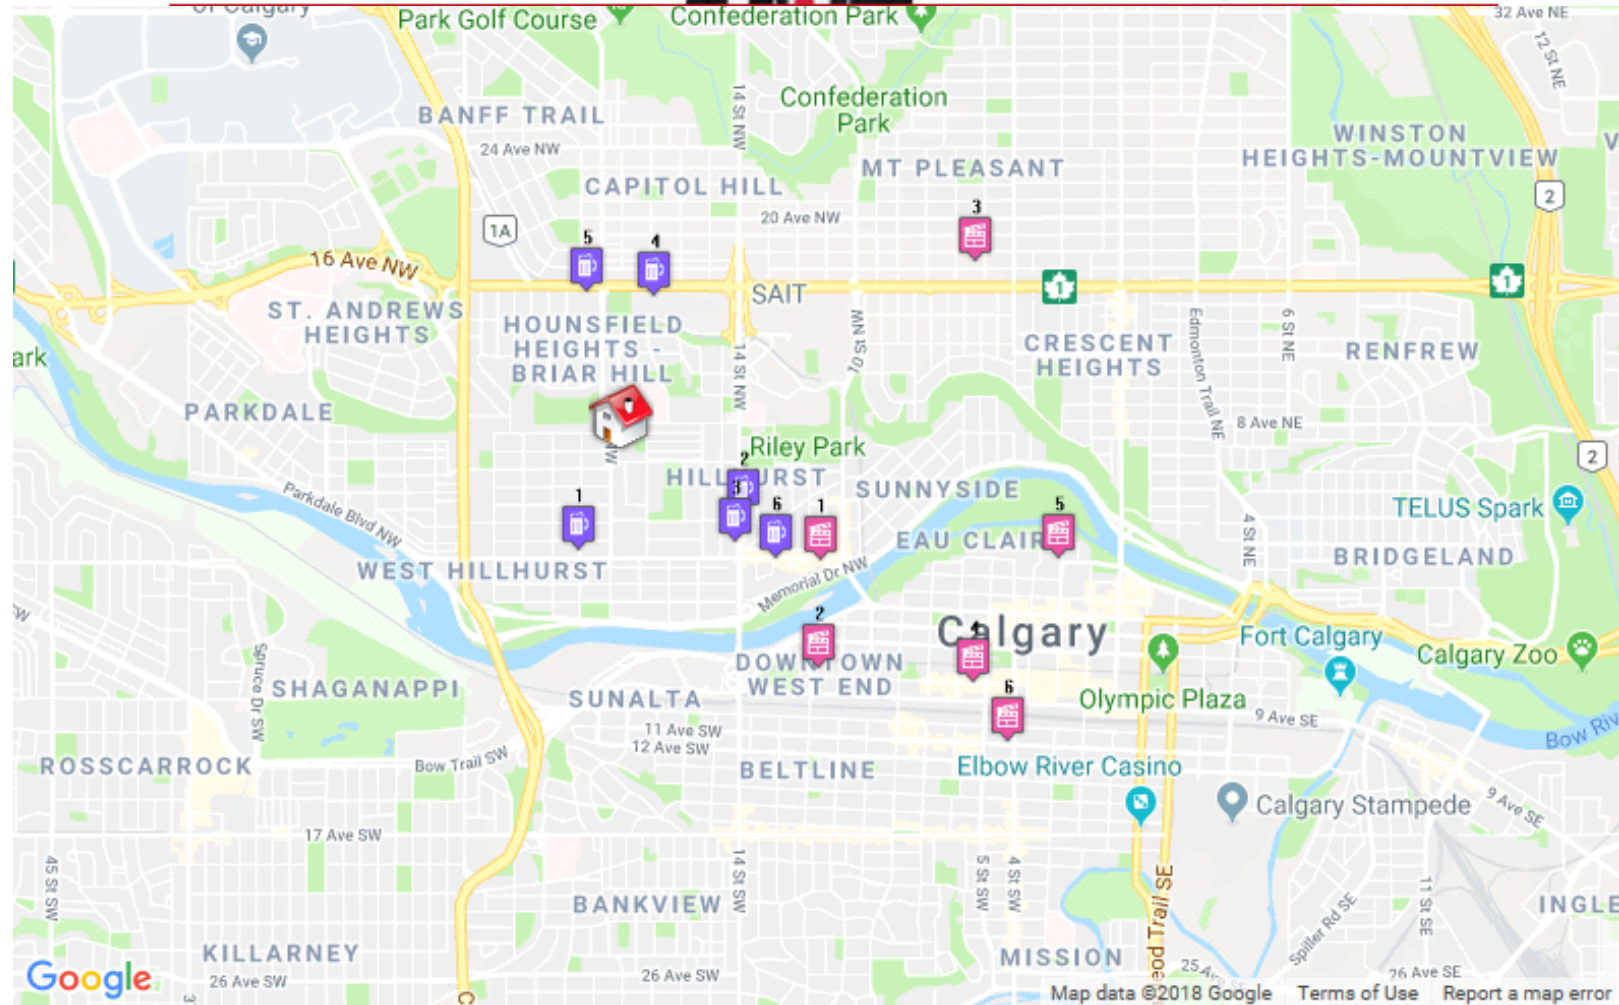 of Calgary
Park Golf Course
Confederation Park
32 Ave NE
12 St NE
BANFF TRAIL
14 St NW
Confederation
Park
24 Ave NW
WINSTON
HEIGHTS-MOUNTVIEW
V
MT PLEASANT
CAPITOL HILL
2
20 Ave NW
3
1A
5
4
16 Ave NW
1
1
SAIT
ST. ANDREWS
HEIGHTS
HOUNSFIELD
HEIGHTS -
BRIAR HILL
10 St NW
14 St NW
CRESCENT
HEIGHTS
Edmonton Trail NE
6 St NE
RENFREW
ark
PARKDALE
8 Ave NE
NW
Riley Park
2
2
HILLHURST
3
SUNNYSIDE
Parkdale Blvd NW
1
6
1
5
TELUS Spark
EAU CLAIR
4 St NE
BRIDGELAND
WEST HILLHURST
Memorial Dr NW
W
2
4
Calgary
Fort Calgary
Calgary Zoo
DOWNTOWN
WEST END
Spruce Dr SW
SHAGANAPPI
SUNALTA
6
Olympic Plaza
9 Ave SE
11 Ave SW
12 Ave SW
Bow Riv
ROSSCARROCK
Bow Trail SW
BELTLINE
Elbow River Casino
Calgary Stampede
9 Ave SE
17 Ave SW
45 St SW
14 St SW
5 St SW
4 St SW
ood Trail SE
11 St SE
Spiller Rd SE
BANKVIEW
INGLE
KILLARNEY
MISSION
Google
26 Ave SW
26 Ave SW
25 A
26 Ave SE
3
C
Map data ©2018 Google
Terms of Use
Report a map error